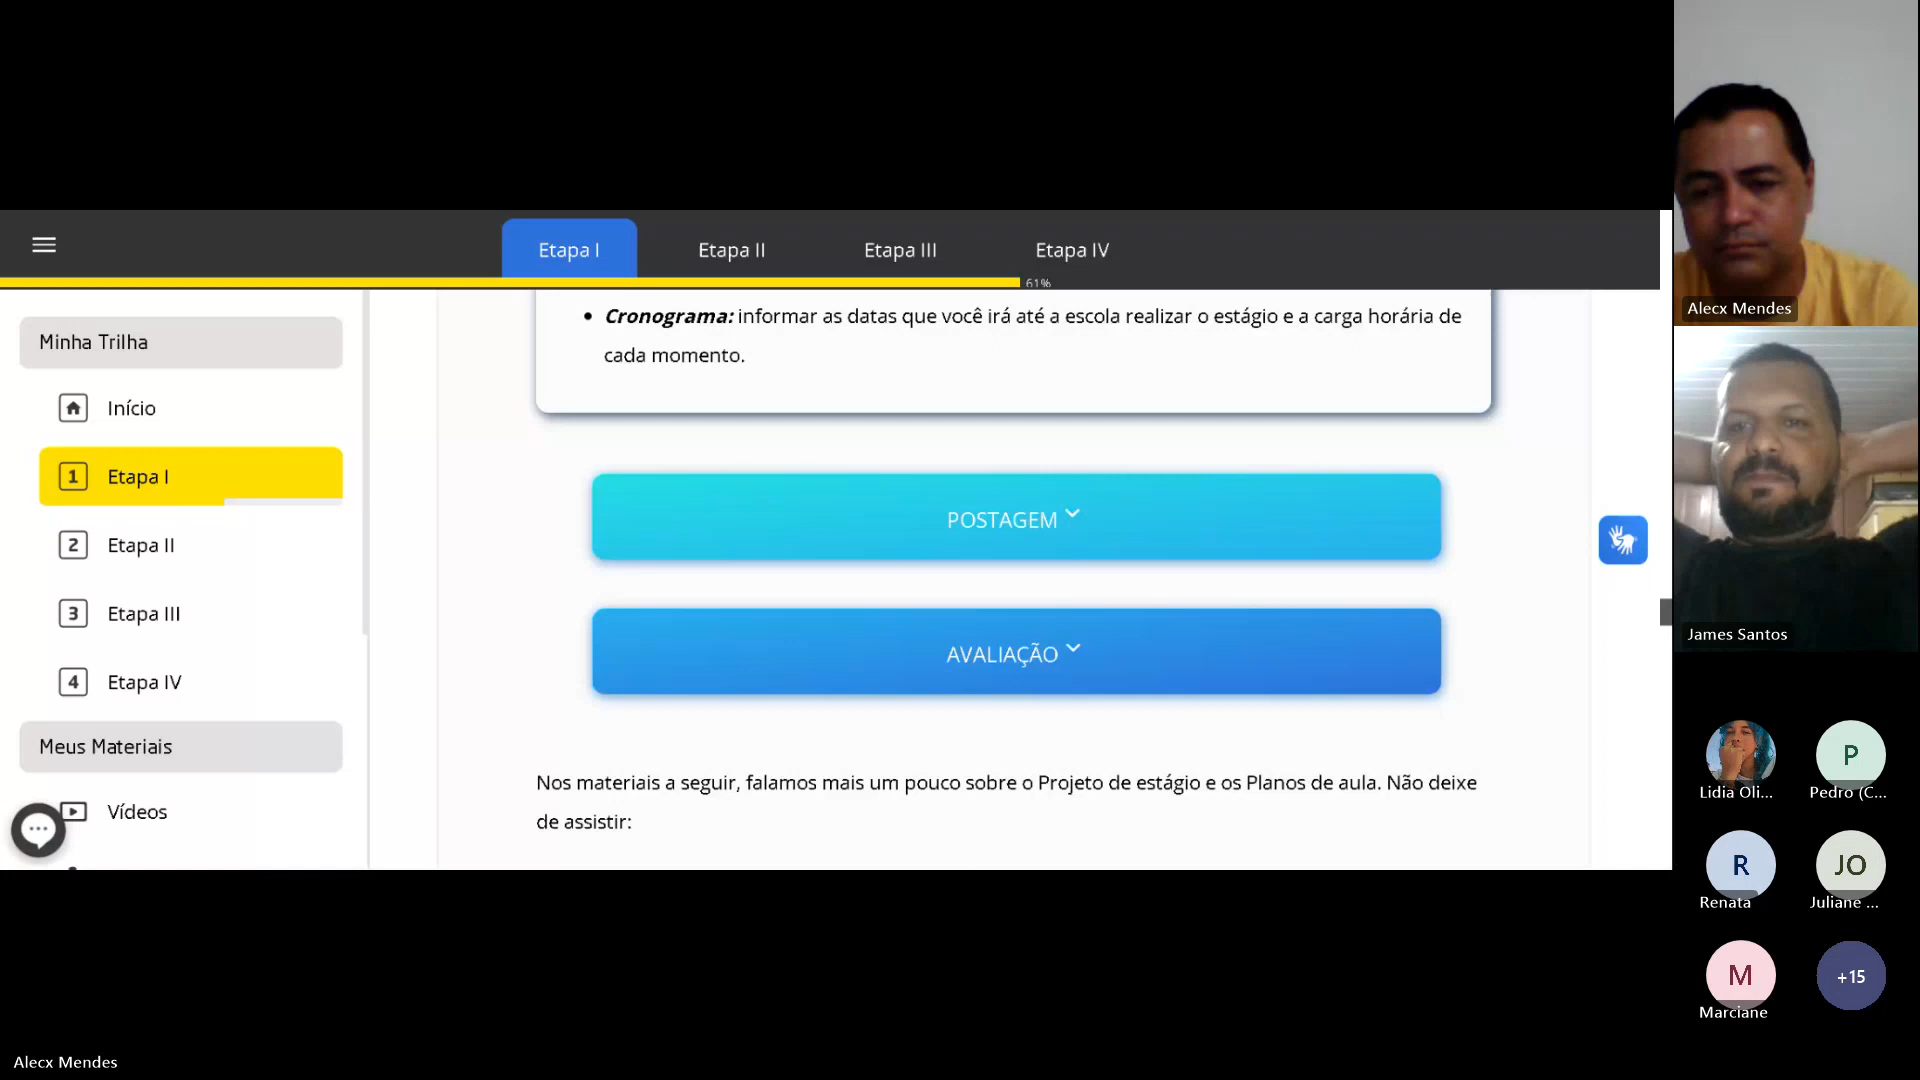 Etapa I
Etapa II
Etapa III
Etapa IV
61%
Minha Trilha
Início
1 Etapa I
2 Etapa II
3 Etapa III
4 Etapa IV
Meus Materiais
Vídeos
Cronograma: informar as datas que você irá até a escola realizar o estágio e a carga horária de
cada momento.
POSTAGEM
AVALIAÇÃO
Nos materiais a seguir, falamos mais um pouco sobre o Projeto de estágio e os Planos de aula. Não deixe
de assistir:
Alecx Mendes
James Santos
Lidia Oli...
P
Pedro (C...
R
Renata
JO
Juliane ...
M
Marciane
+15
Alecx Mendes